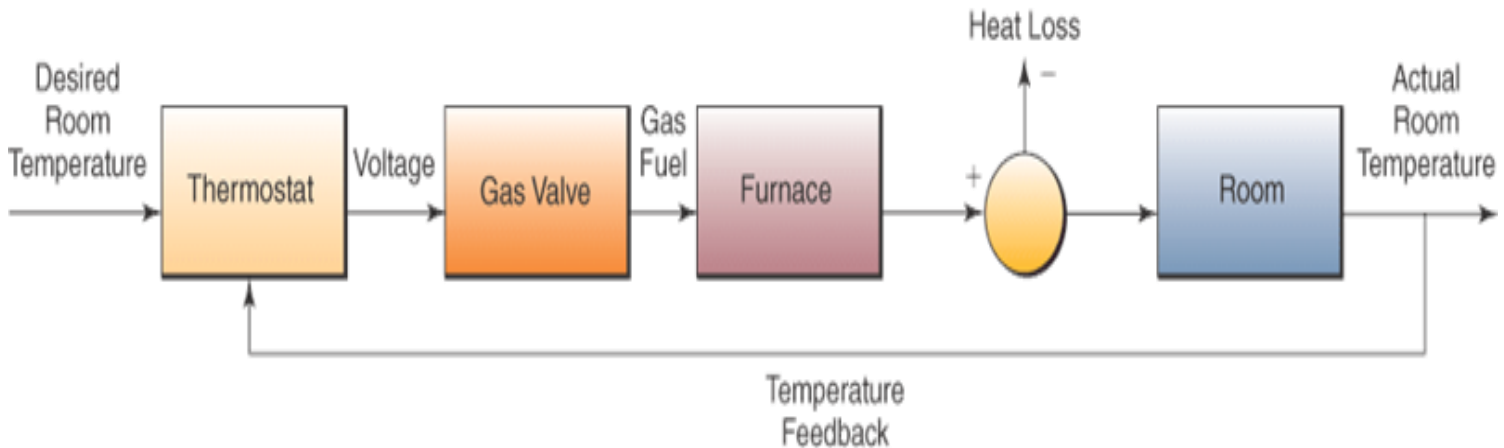 Desired
Room
Temperature
Thermostat
Voltage
Gas Valve
Gas
Fuel
Furnace
Heat Loss
−
+
Room
Actual
Room
Temperature
Temperature
Feedback